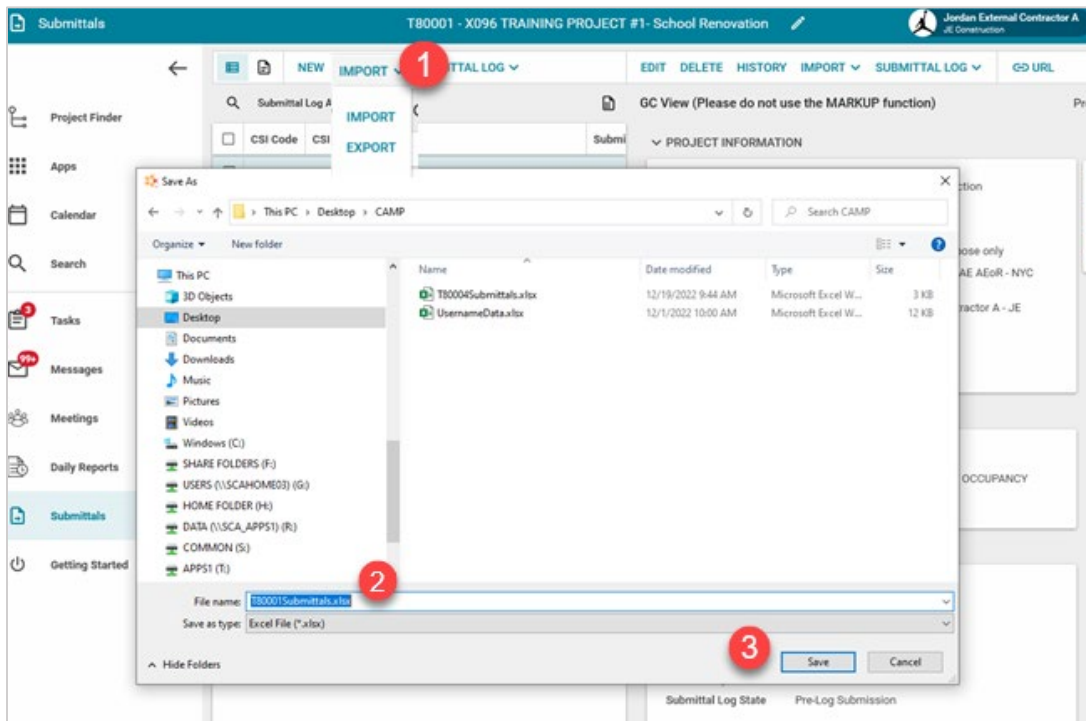 Submittals
T80001 - X096 TRAINING PROJECT #1- School Renovation
Jordan External Contractor A
JE Construction
NEW IMPORT 1 TTAL LOG
EDIT DELETE HISTORY IMPORT SUBMITTAL LOG URL
Submittal Log A
IMPORT
EXPORT
GC View (Please do not use the MARKUP function)
Pr
CSI Code CSI Submi
PROJECT INFORMATION
Project Finder
Apps
Calendar
Search
3
Tasks
99+
Messages
Meetings
Daily Reports
Submittals
Getting Started
Save As
This PC > Desktop > CAMP
Search CAMP
Organize New folder
?
This PC
3D Objects
Desktop
Documents
Downloads
Music
Pictures
Videos
Windows (C:)
SHARE FOLDERS (F:)
USERS (\\SCAHOME03) (G:)
HOME FOLDER (H:)
DATA (\\SCA_APPS1) (R:)
COMMON (S:)
APPS1 (T:)
Name Date modified Type Size
T80004Submittals.xlsx 12/19/2022 9:44 AM Microsoft Excel W... 3 KB
UsernameData.xlsx 12/1/2022 10:00 AM Microsoft Excel W... 12 KB
2
File name: T80001Submittals.xlsx
Save as type: Excel File (*.xlsx)
Hide Folders
3
Save Cancel
ction
ose only
AE AEoR - NYC
ractor A - JE
OCCUPANCY
Submittal Log State Pre-Log Submission